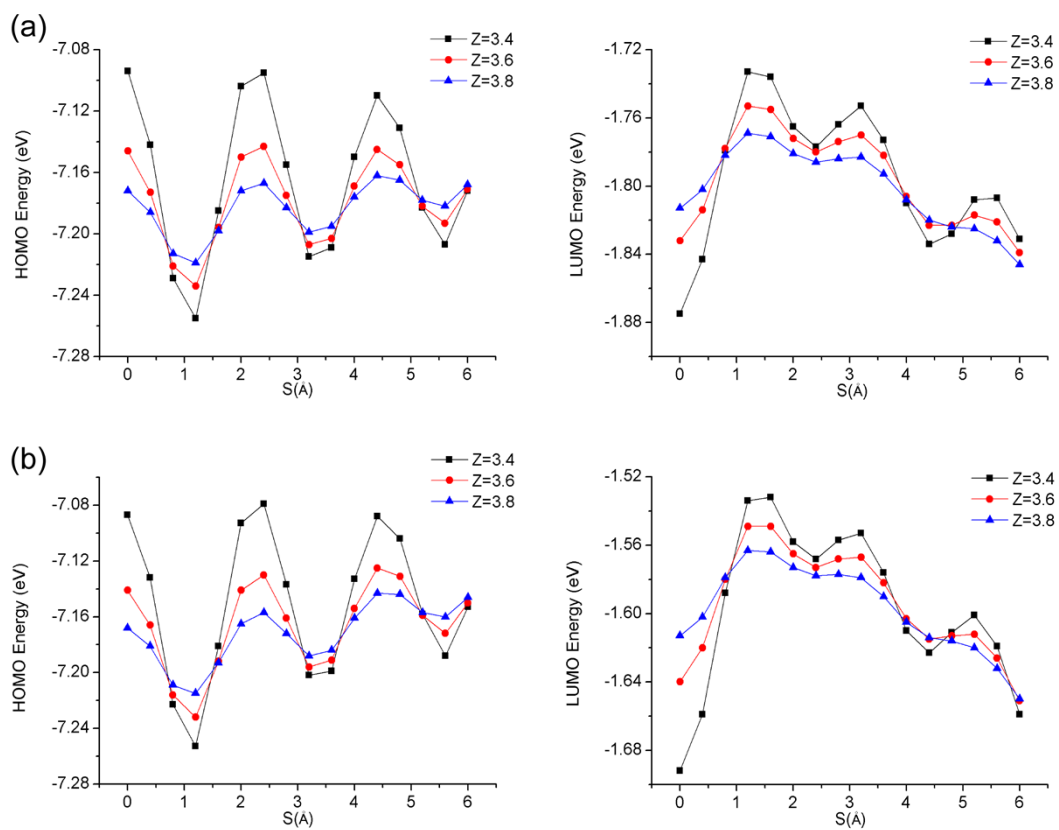 (a)
Z=3.4
Z=3.6
Z=3.8
-7.08
-7.12
-7.16
-7.20
-7.24
-7.28
HOMO Energy (eV)
0 1 2 3 4 5 6
S(Å)
Z=3.4
Z=3.6
Z=3.8
-1.72
-1.76
-1.80
-1.84
-1.88
LUMO Energy (eV)
0 1 2 3 4 5 6
S(Å)
(b)
Z=3.4
Z=3.6
Z=3.8
-7.08
-7.12
-7.16
-7.20
-7.24
-7.28
HOMO Energy (eV)
0 1 2 3 4 5 6
S(Å)
Z=3.4
Z=3.6
Z=3.8
-1.52
-1.56
-1.60
-1.64
-1.68
LUMO Energy (eV)
0 1 2 3 4 5 6
S(Å)